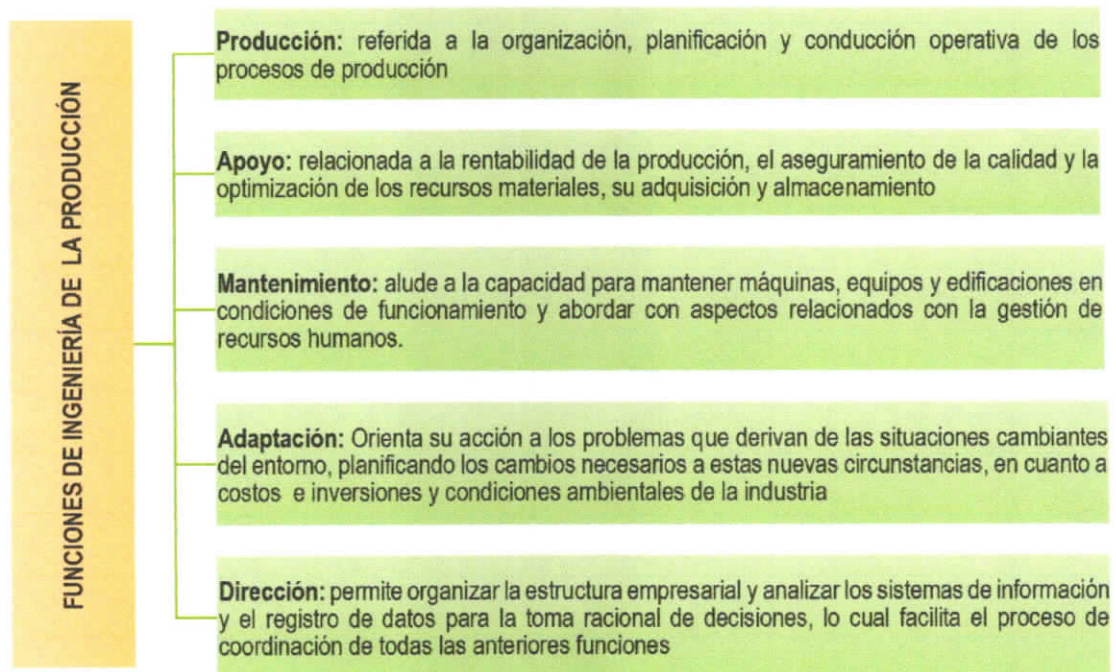 FUNCIONES DE INGENIERÍA DE LA PRODUCCIÓN
Producción: referida a la organización, planificación y conducción operativa de los
procesos de producción
Apoyo: relacionada a la rentabilidad de la producción, el aseguramiento de la calidad y la
optimización de los recursos materiales, su adquisición y almacenamiento
Mantenimiento: alude a la capacidad para mantener máquinas, equipos y edificaciones en
condiciones de funcionamiento y abordar con aspectos relacionados con la gestión de
recursos humanos.
Adaptación: Orienta su acción a los problemas que derivan de las situaciones cambiantes
del entorno, planificando los cambios necesarios a estas nuevas circunstancias, en cuanto a
costos e inversiones y condiciones ambientales de la industria
Dirección: permite organizar la estructura empresarial y analizar los sistemas de información
y el registro de datos para la toma racional de decisiones, lo cual facilita el proceso de
coordinación de todas las anteriores funciones